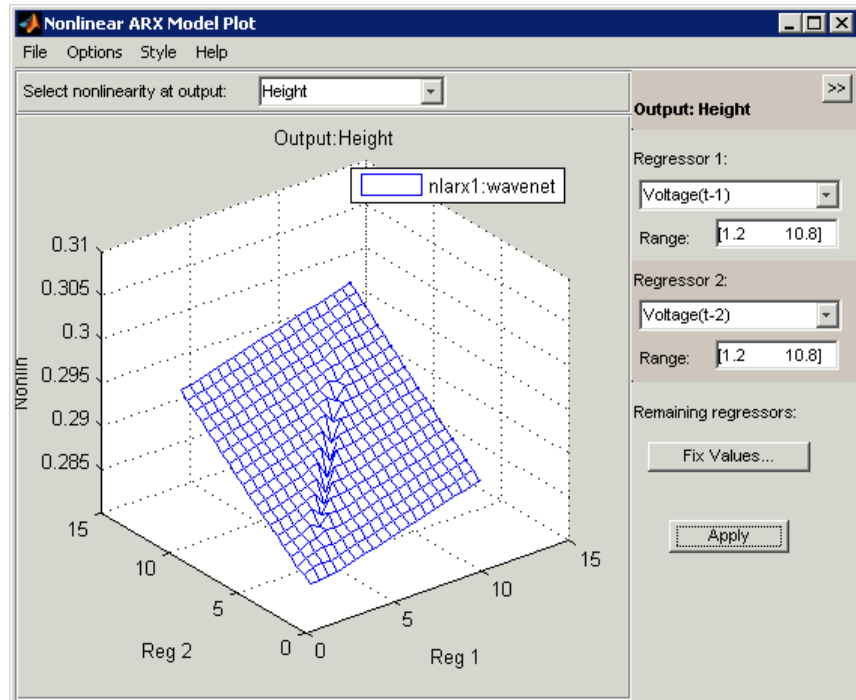 Nonlinear ARX Model Plot
File Options Style Help
Select nonlinearity at output: Height
>>
Output: Height
Output:Height
nlarx1:wavenet
0.31
0.305
0.3
0.295
0.29
0.285
Nonlin
15
10
5
0
Reg 2
0
5
10
15
Reg 1
Regressor 1:
Voltage(t-1)
Range: [1.2 10.8]
Regressor 2:
Voltage(t-2)
Range: [1.2 10.8]
Remaining regressors:
Fix Values...
Apply